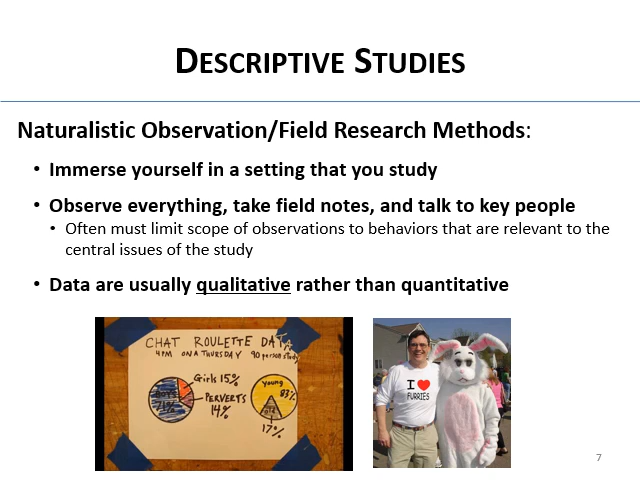 DESCRIPTIVE STUDIES
Naturalistic Observation/Field Research Methods:
• Immerse yourself in a setting that you study
• Observe everything, take field notes, and talk to key people
• Often must limit scope of observations to behaviors that are relevant to the
central issues of the study
• Data are usually qualitative rather than quantitative
CHAT ROULETTE DATA
4PM ON A THURSDAY 90 person study
Girls 15%
BOYS
71%
PERVERTS
14%
Young
83%
OLD
17%
I ❤
FURRIES
7